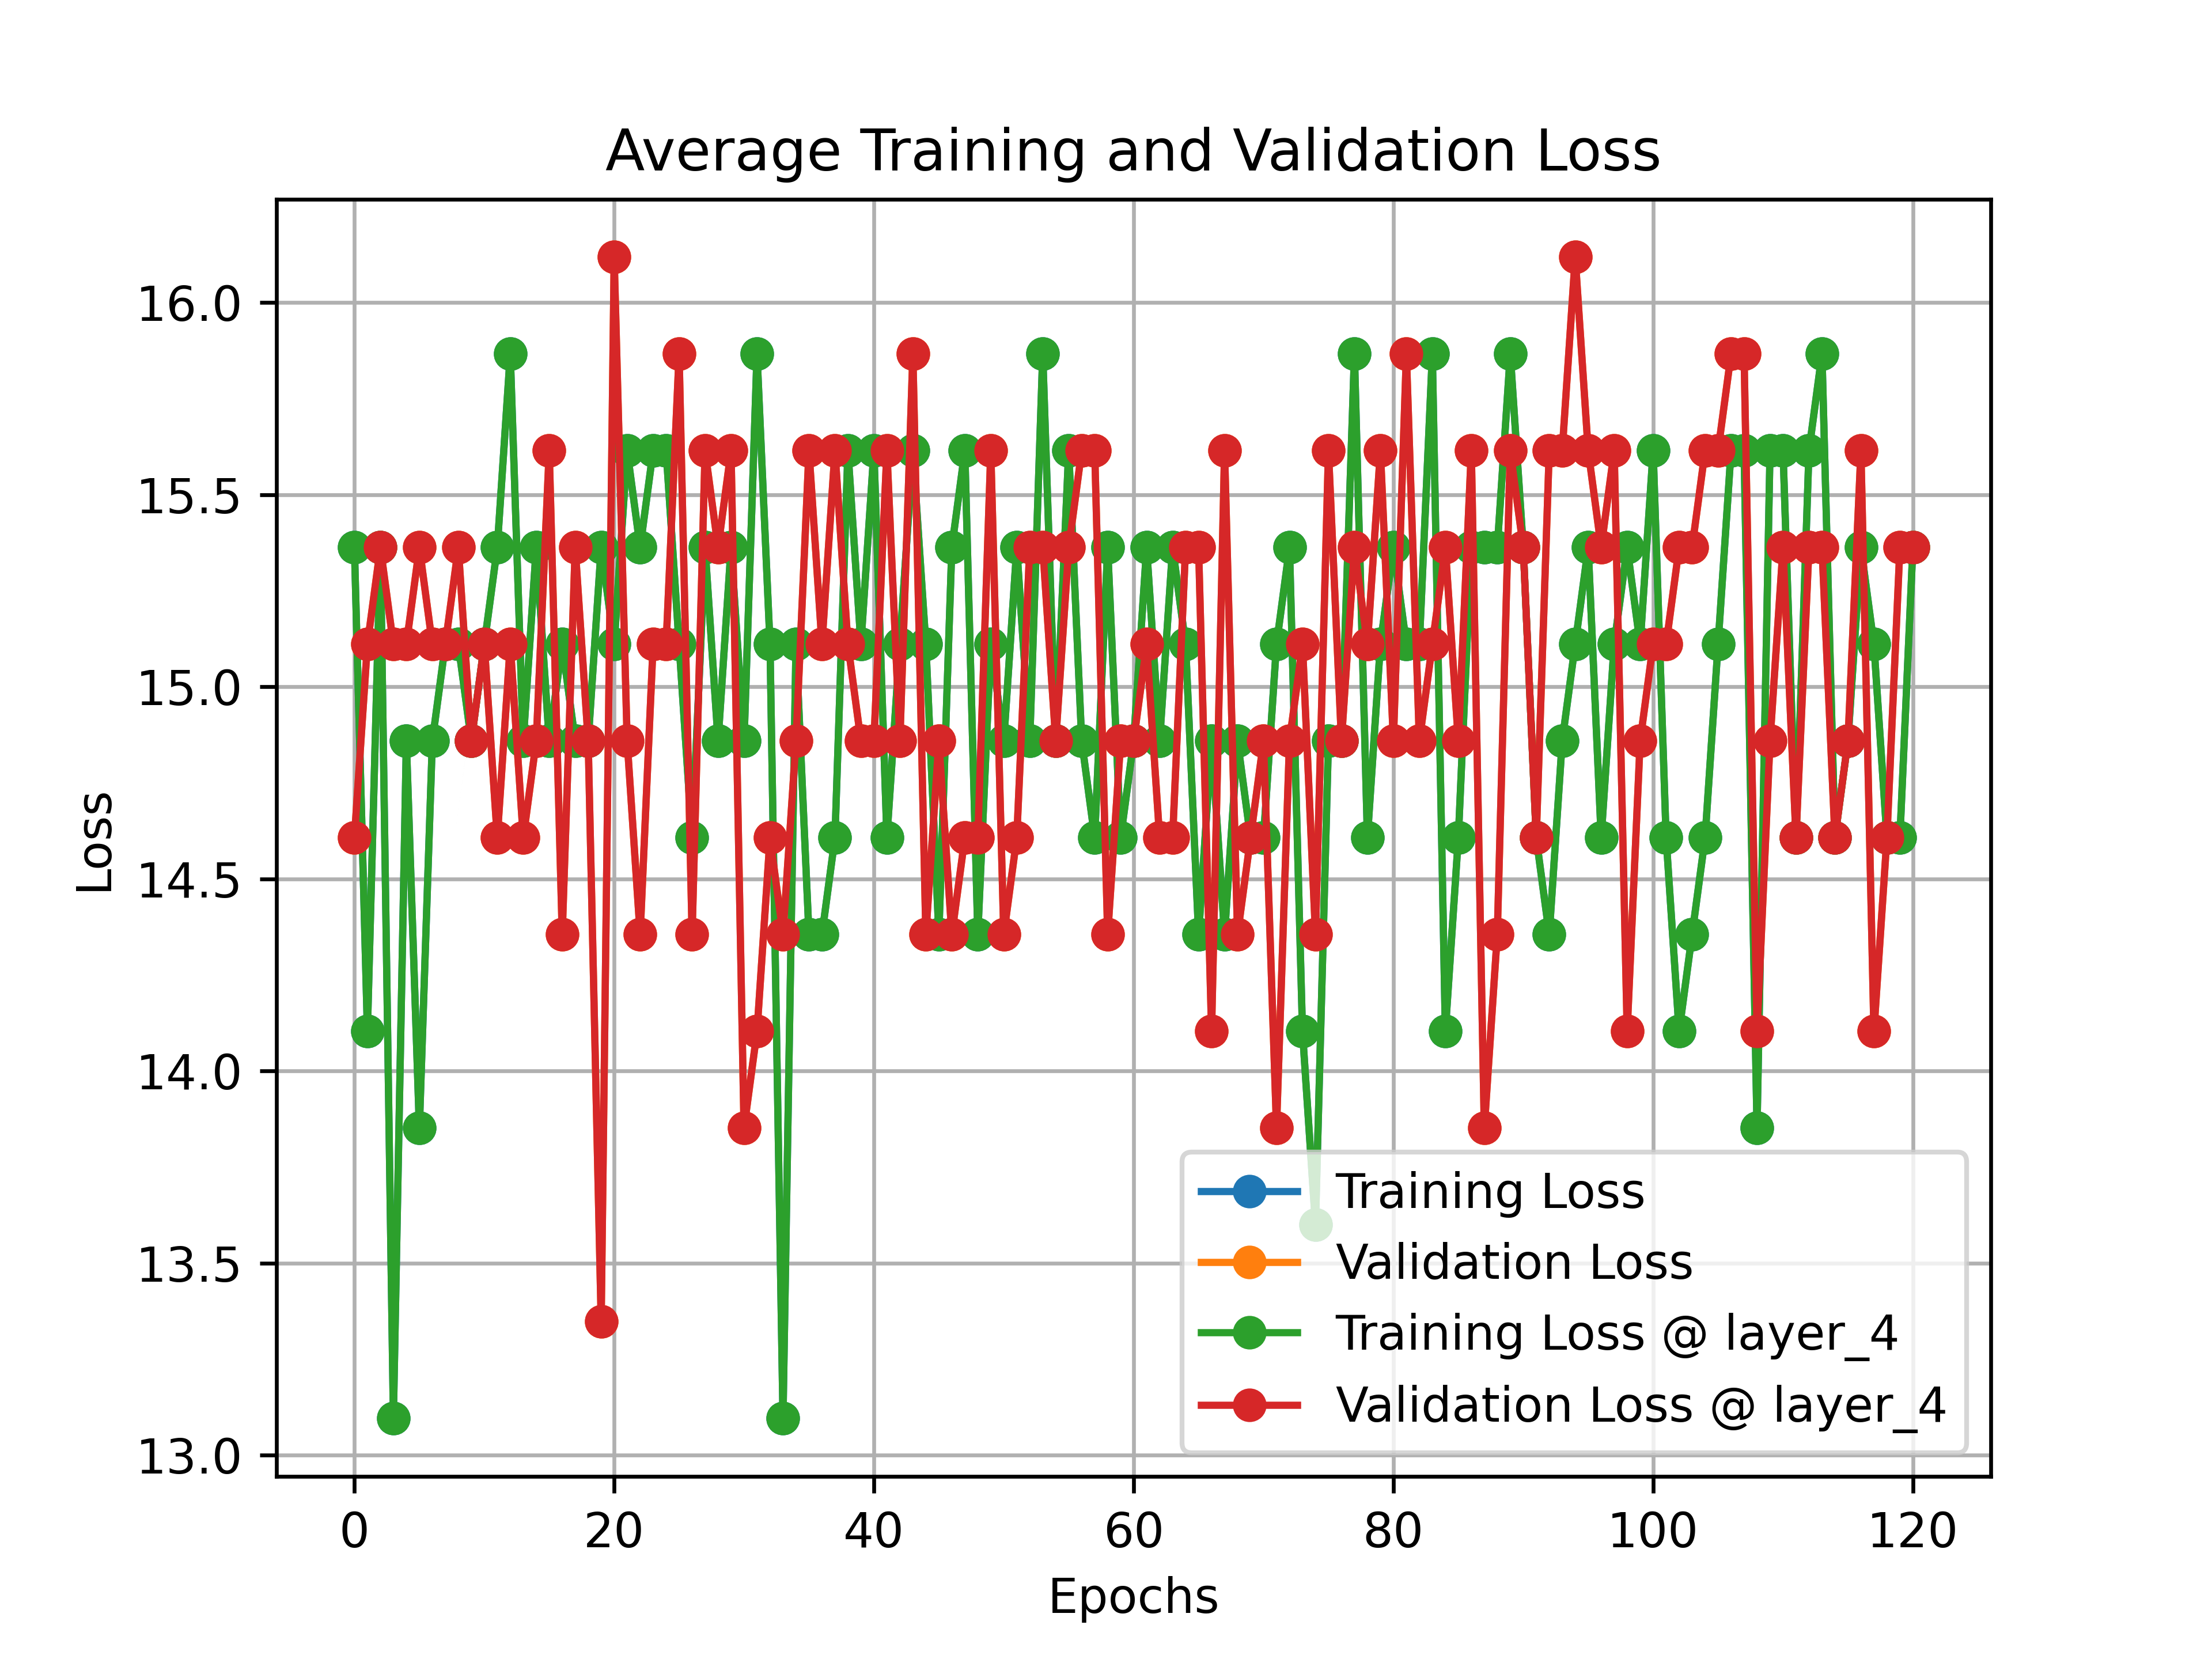 Average Training and Validation Loss
16.0
15.5
15.0
14.5
14.0
13.5
13.0
Loss
0 20 40 60 80 100 120
Epochs
Training Loss
Validation Loss
Training Loss @ layer_4
Validation Loss @ layer_4